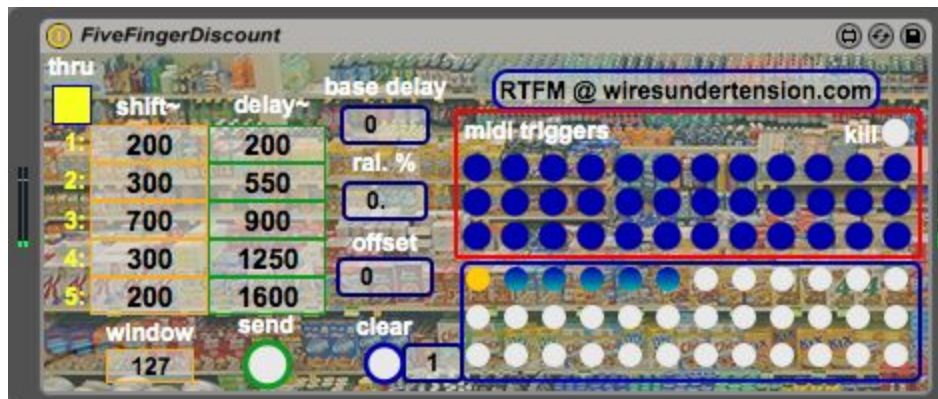 FiveFingerDiscount
thru
shift~ delay~ base delay
RTFM @ wiresundertension.com
1: 200 200 0
midi triggers kill
2: 300 550 ral. %
3: 700 900 0.
4: 300 1250 offset
5: 200 1600 0
window send clear
127 1